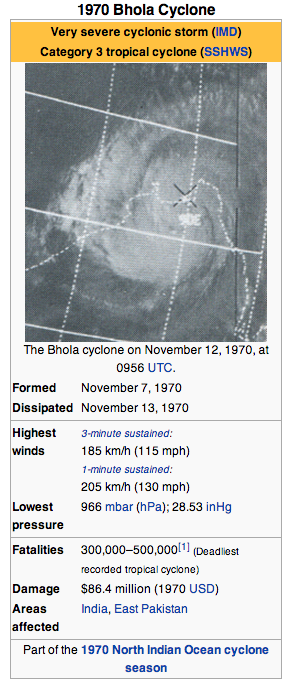 1970 Bhola Cyclone
Very severe cyclonic storm (IMD)
Category 3 tropical cyclone (SSHWS)
The Bhola cyclone on November 12, 1970, at
0956 UTC.
Formed November 7, 1970
Dissipated November 13, 1970
Highest winds 3-minute sustained:
185 km/h (115 mph)
1-minute sustained:
205 km/h (130 mph)
Lowest pressure 966 mbar (hPa); 28.53 inHg
Fatalities 300,000–500,000[1] (Deadliest
recorded tropical cyclone)
Damage $86.4 million (1970 USD)
Areas affected India, East Pakistan
Part of the 1970 North Indian Ocean cyclone
season